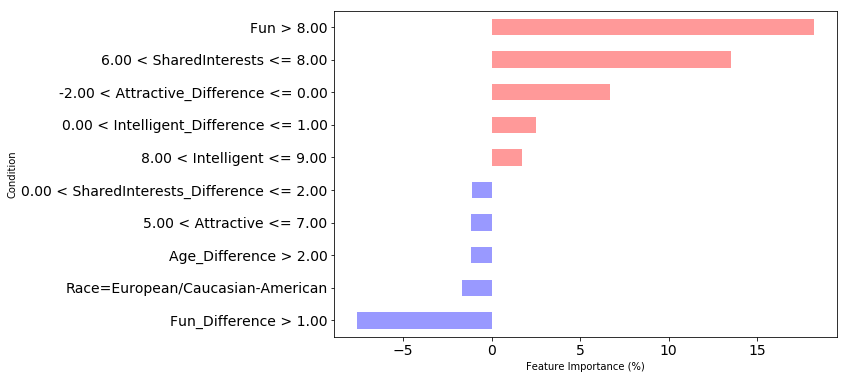 Fun > 8.00
6.00 < SharedInterests <= 8.00
-2.00 < Attractive_Difference <= 0.00
0.00 < Intelligent_Difference <= 1.00
8.00 < Intelligent <= 9.00
0.00 < SharedInterests_Difference <= 2.00
5.00 < Attractive <= 7.00
Age_Difference > 2.00
Race=European/Caucasian-American
Fun_Difference > 1.00
Condition
−5 0 5 10 15
Feature Importance (%)